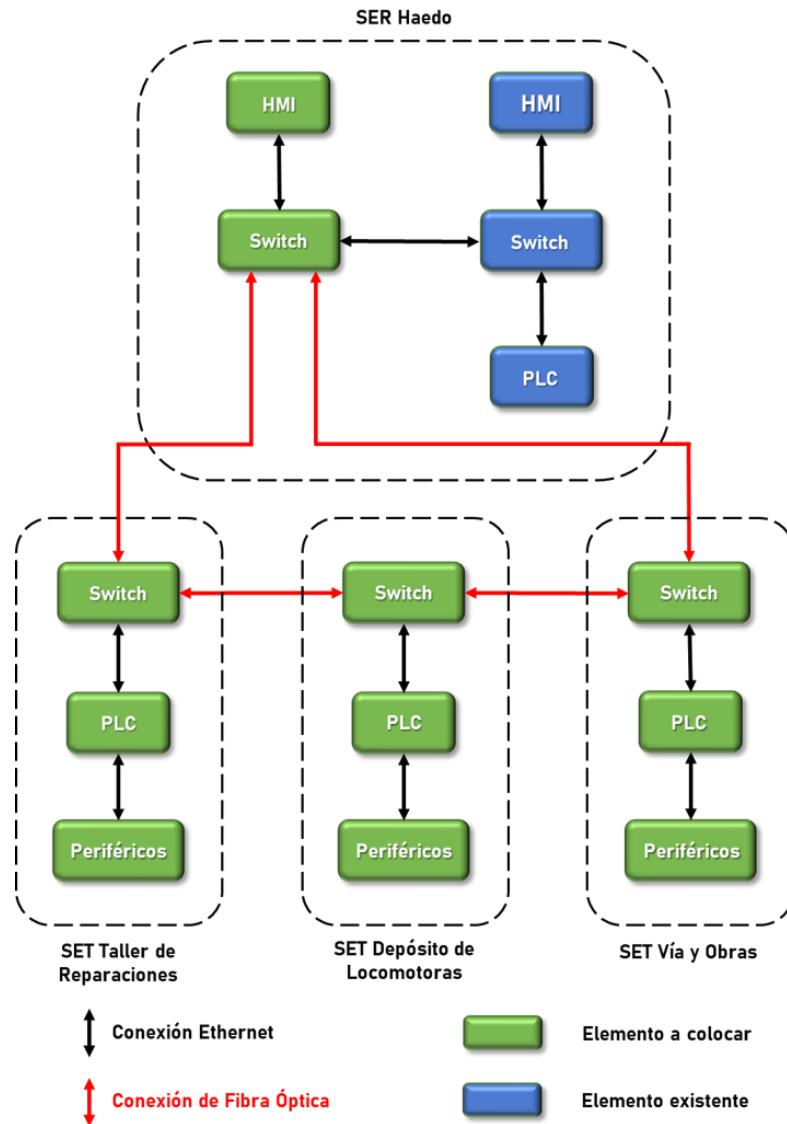 SER Haedo
HMI
HMI
Switch
Switch
PLC
Switch
Switch
Switch
PLC
PLC
PLC
Periféricos
Periféricos
Periféricos
SET Taller de
Reparaciones
SET Depósito de
Locomotoras
SET Vía y Obras
Conexión Ethernet
Elemento a colocar
Conexión de Fibra Óptica
Elemento existente